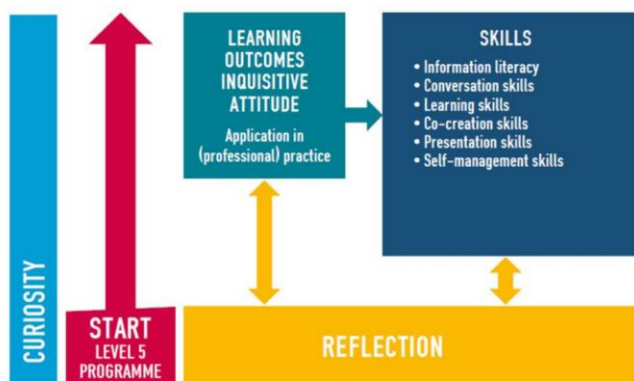 LEARNING
OUTCOMES
INQUISITIVE
ATTITUDE
Application in
(professional) practice
SKILLS
• Information literacy
• Conversation skills
• Learning skills
• Co-creation skills
• Presentation skills
• Self-management skills
CURIOSITY
START
LEVEL 5
PROGRAMME
REFLECTION